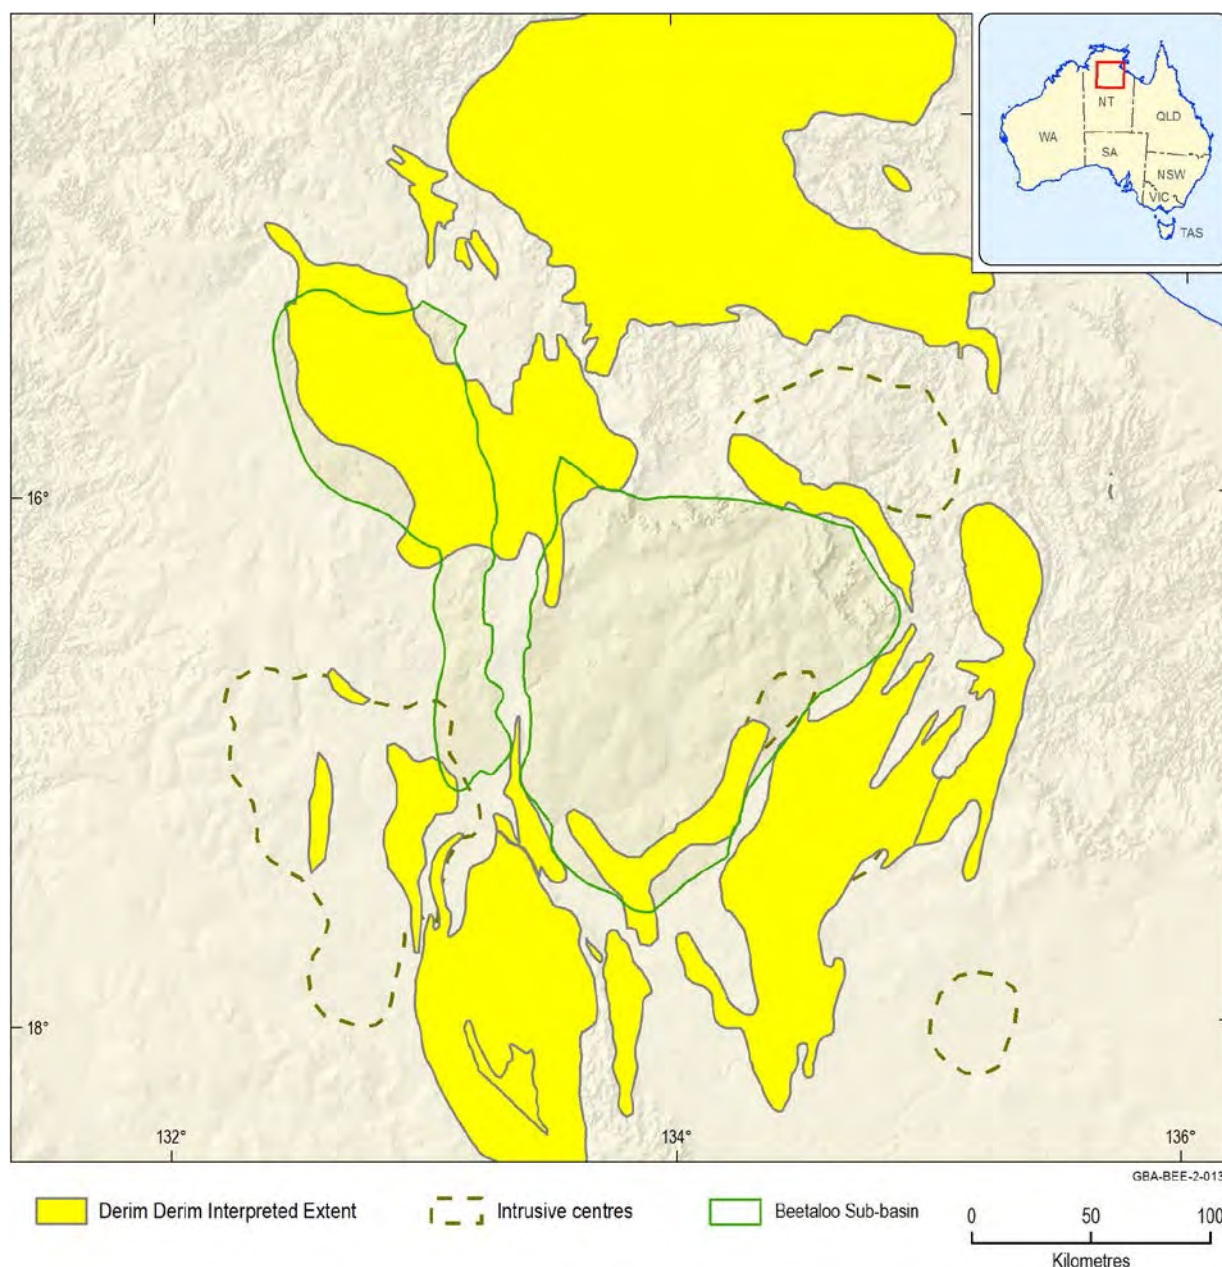 NT
QLD
WA
SA
NSW
VIC
TAS
16°
18°
132°
134°
136°
GBA-BEE-2-013
Derim Derim Interpreted Extent
Intrusive centres
Beetaloo Sub-basin
0 50 100
Kilometres